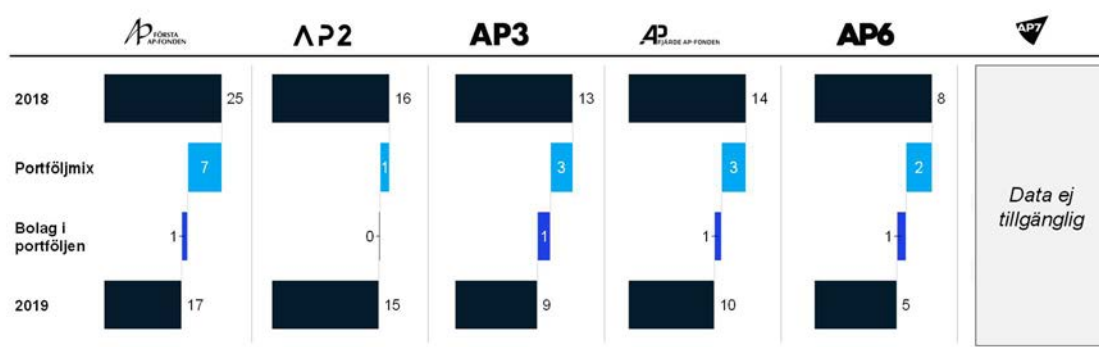 AP FÖRSTA AP-FONDEN AP2 AP3 AP FJÄRDE AP-FONDEN AP6 AP7
2018 25 16 13 14 8
Portföljmix 7 1 3 3 2
Bolag i portföljen 1 0 1 1 1
2019 17 15 9 10 5
Data ej
tillgänglig